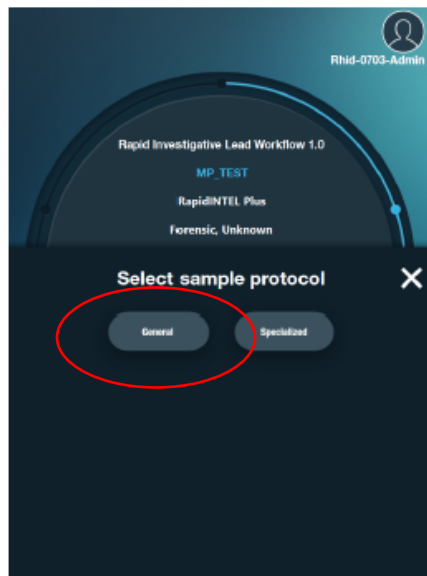 Rhid-0703-Admin
Rapid Investigative Lead Workflow 1.0
MP_TEST
RapidINTEL Plus
Forensic, Unknown
Select sample protocol
General
Specialized